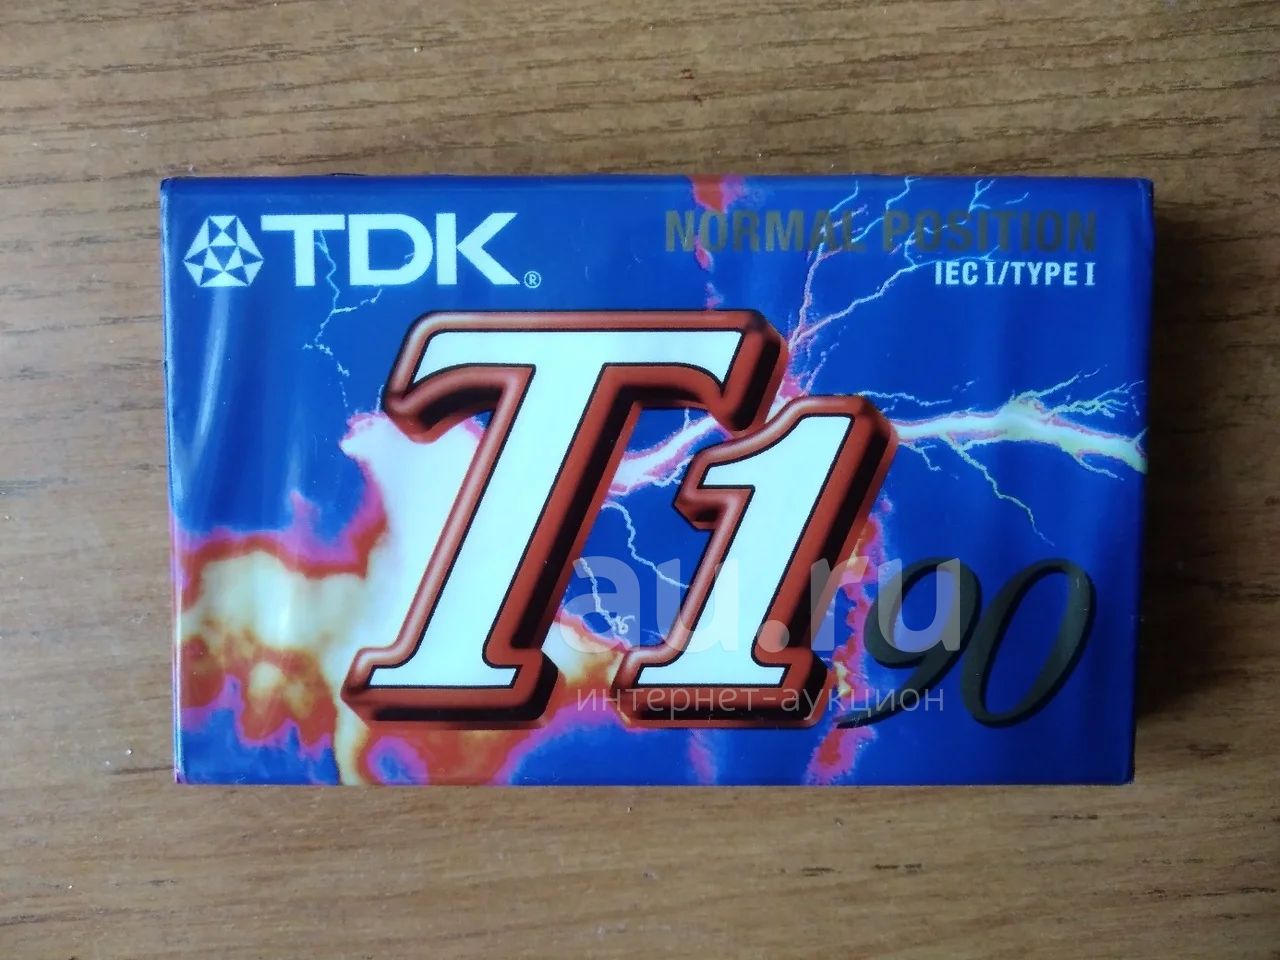 TDK®
NORMAL POSITION
IEC I/TYPE I
T1
90
au.ru
интернет-аукцион